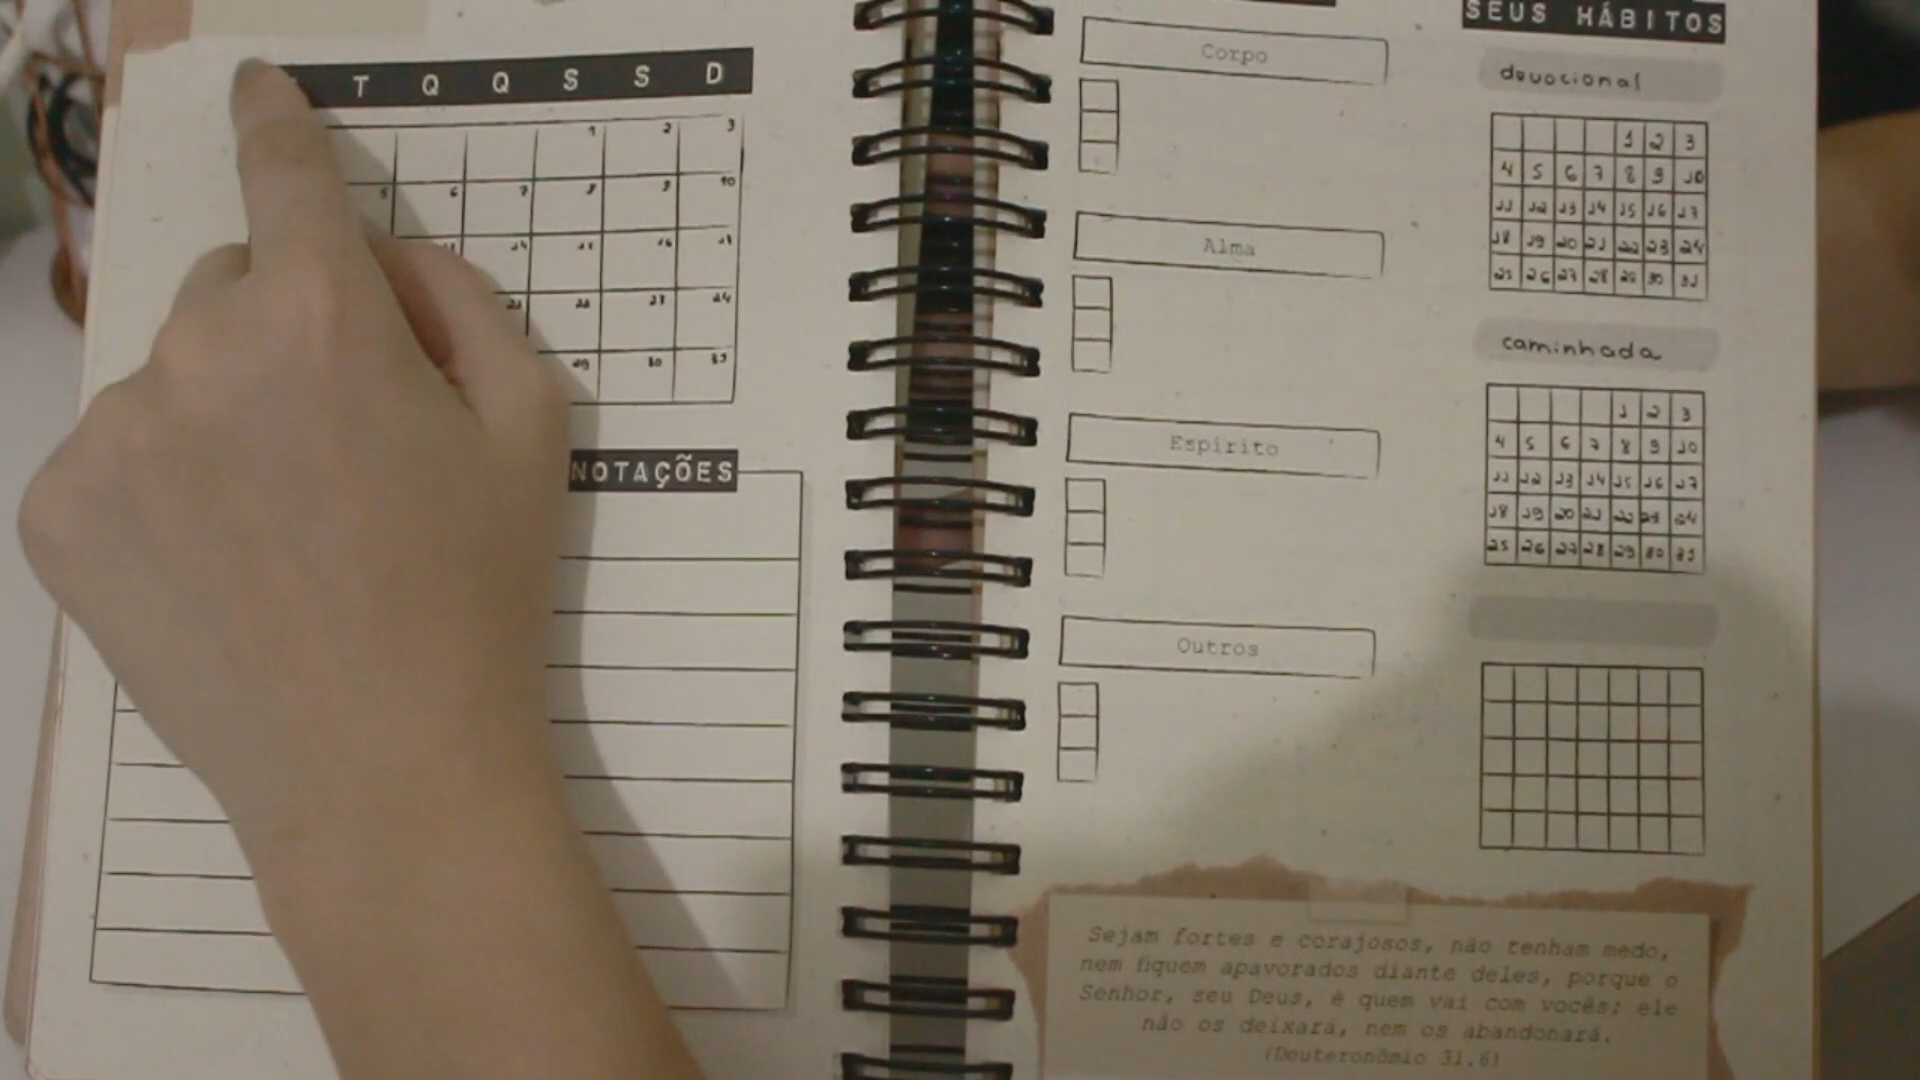 T Q Q S S D
1 2 3
5 6 7 8 9 10
14 15 16
22 23 24
29 30 31
NOTAÇÕES
Corpo
Alma
Espírito
Outros
SEUS HÁBITOS
devocional
1 2 3
4 5 6 7 8 9 10
11 12 13 14 15 16 17
18 19 20 21 22 23 24
25 26 27 28 29 30 31
caminhada
1 2 3
4 5 6 7 8 9 10
11 12 13 14 15 16 17
18 19 20 21 22 23 24
25 26 27 28 29 30 31
Sejam fortes e corajosos, não tenham medo,
nem fiquem apavorados diante deles, porque o
Senhor, seu Deus, é quem vai com vocês; ele
não os deixará, nem os abandonará.
(Deuteronômio 31.6)